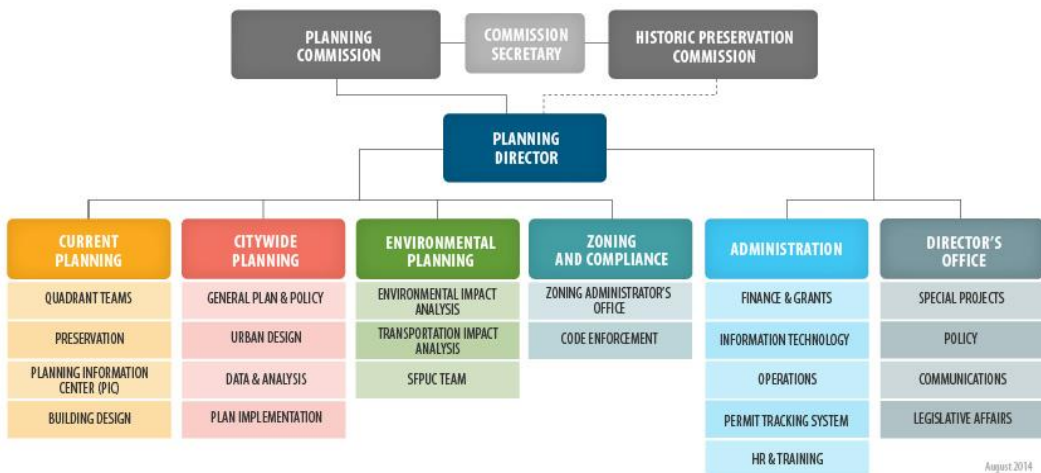 PLANNING
COMMISSION
COMMISSION
SECRETARY
HISTORIC PRESERVATION
COMMISSION
PLANNING
DIRECTOR
CURRENT
PLANNING
QUADRANT TEAMS
PRESERVATION
PLANNING INFORMATION
CENTER (PIC)
BUILDING DESIGN
CITYWIDE
PLANNING
GENERAL PLAN & POLICY
URBAN DESIGN
DATA & ANALYSIS
PLAN IMPLEMENTATION
ENVIRONMENTAL
PLANNING
ENVIRONMENTAL IMPACT
ANALYSIS
TRANSPORTATION IMPACT
ANALYSIS
SFPUC TEAM
ZONING
AND COMPLIANCE
ZONING ADMINISTRATOR'S
OFFICE
CODE ENFORCEMENT
ADMINISTRATION
FINANCE & GRANTS
INFORMATION TECHNOLOGY
OPERATIONS
PERMIT TRACKING SYSTEM
HR & TRAINING
DIRECTOR'S
OFFICE
SPECIAL PROJECTS
POLICY
COMMUNICATIONS
LEGISLATIVE AFFAIRS
August 2014